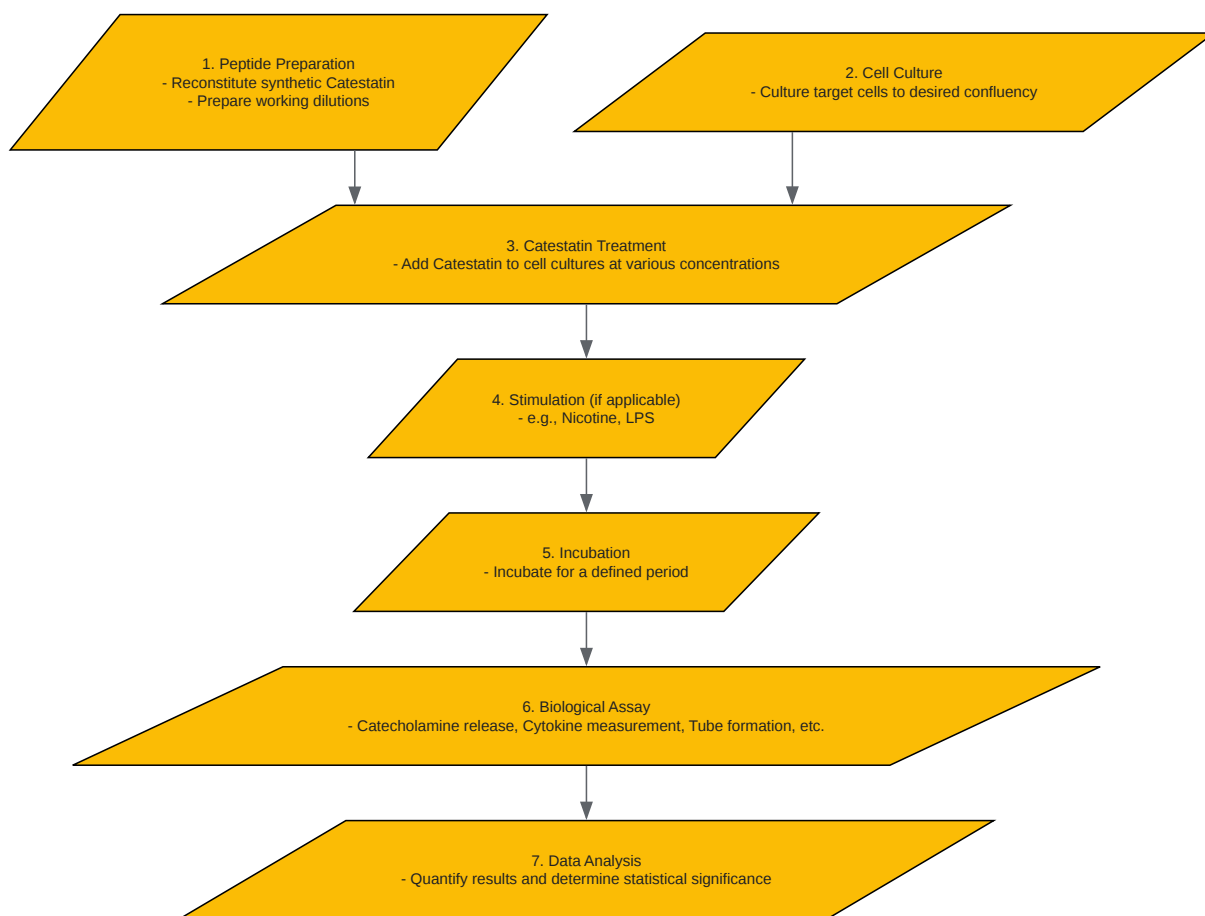 1. Peptide Preparation
- Reconstitute synthetic Catestatin
- Prepare working dilutions
2. Cell Culture
- Culture target cells to desired confluency
3. Catestatin Treatment
- Add Catestatin to cell cultures at various concentrations
4. Stimulation (if applicable)
- e.g., Nicotine, LPS
5. Incubation
- Incubate for a defined period
6. Biological Assay
- Catecholamine release, Cytokine measurement, Tube formation, etc.
7. Data Analysis
- Quantify results and determine statistical significance